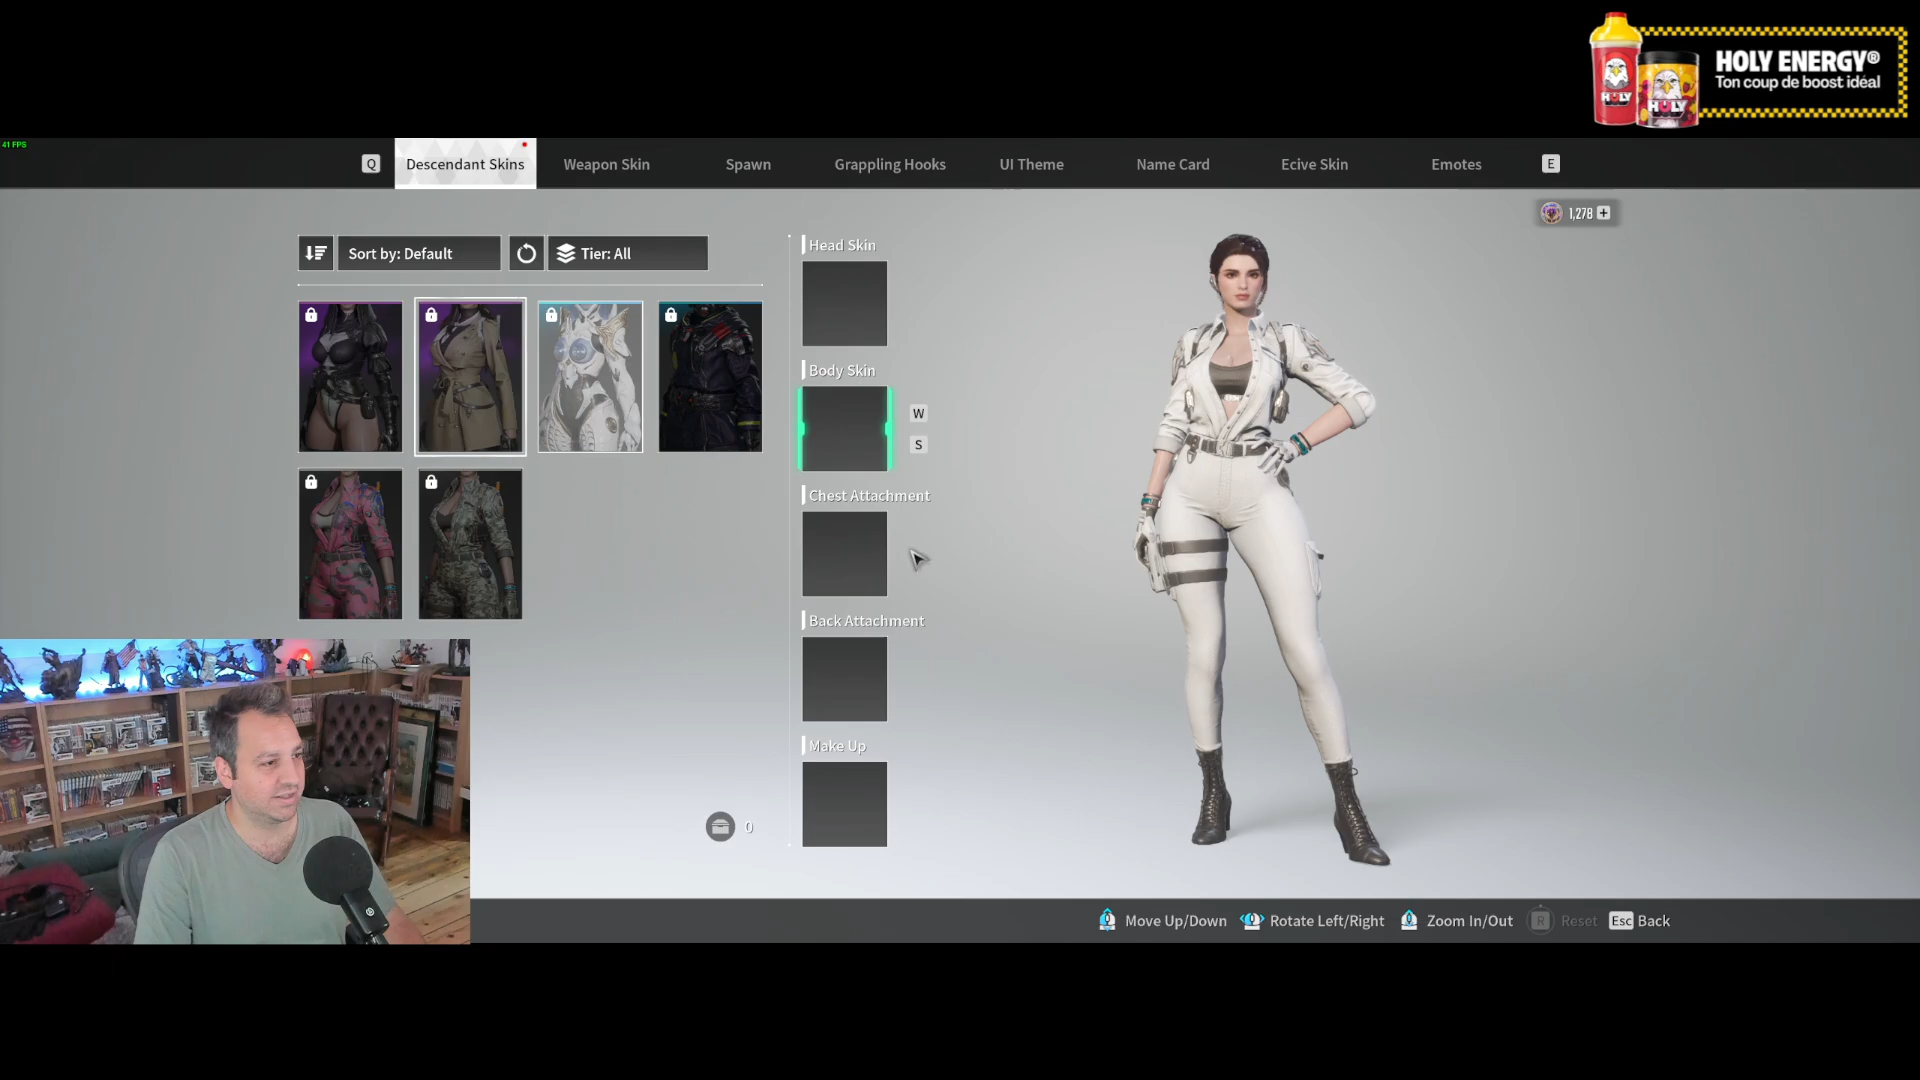 HOLY ENERGY®
Ton coup de boost idéal
HOLY
HOLY
41 FPS
Q
Descendant Skins
Weapon Skin
Spawn
Grappling Hooks
UI Theme
Name Card
Ecive Skin
Emotes
E
1,278 +
Sort by: Default
Tier: All
Head Skin
Body Skin
W
S
Chest Attachment
Back Attachment
Make Up
0
Move Up/Down
Rotate Left/Right
Zoom In/Out
R Reset
Esc Back